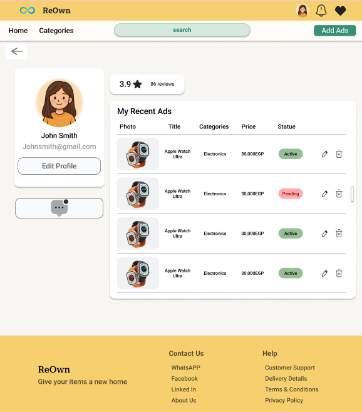 ReOwn
Home Categories search Add Ads
3.9 86 reviews
John Smith
Johnsmith@gmail.com
Edit Profile
My Recent Ads
Photo Title Categories Price Status
Apple Watch
Ultra
Electronics 30,000EGP Active
Apple Watch
Ultra
Electronics 30,000EGP Pending
Apple Watch
Ultra
Electronics 30,000EGP Active
Apple Watch
Ultra
Electronics 30,000EGP Active
ReOwn
Give your items a new home
Contact Us
WhatsAPP
Facebook
Linked In
About Us
Help
Customer Support
Delivery Details
Terms & Conditions
Privacy Policy